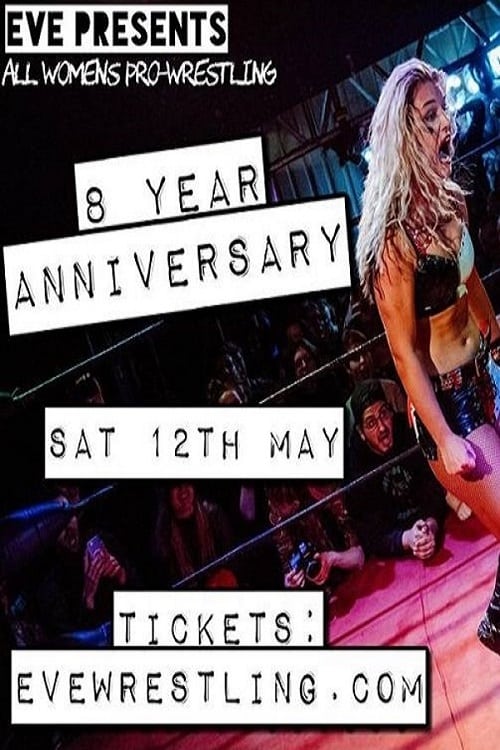 EVE PRESENTS
ALL WOMENS PRO-WRESTLING
8 YEAR
ANNIVERSARY
SAT 12TH MAY
TICKETS:
EVEWRESTLING.COM